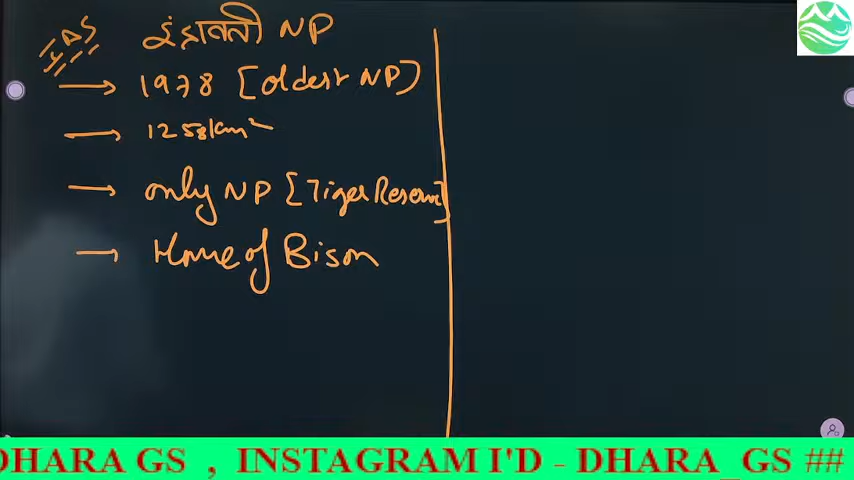 IAS
इंद्रावती NP
→ 1978 [oldest NP]
→ 1258km²
→ only NP [Tiger Reserve]
→ Home of Bison
DHARA GS , INSTAGRAM I'D - DHARA_GS ##